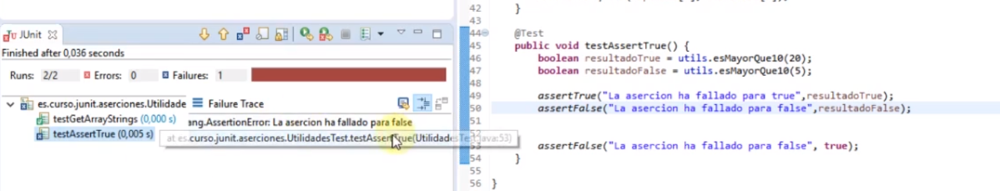 JUnit
Finished after 0,036 seconds
Runs: 2/2 Errors: 0 Failures: 1
es.curso.junit.aserciones.Utilidade
testGetArrayStrings (0,000 s)
testAssertTrue (0,005 s)
Failure Trace
ang.AssertionError: La asercion ha fallado para false
at es.curso.junit.aserciones.UtilidadesTest.testAssertTrue(UtilidadesTest.java:53)
42 }
43
44 @Test
45 public void testAssertTrue() {
46 boolean resultadoTrue = utils.esMayorQue10(20);
47 boolean resultadoFalse = utils.esMayorQue10(5);
48
49 assertTrue("La asercion ha fallado para true",resultadoTrue);
50 assertFalse("La asercion ha fallado para false",resultadoFalse);
51
52
53 assertFalse("La asercion ha fallado para false", true);
54 }
55
56 }